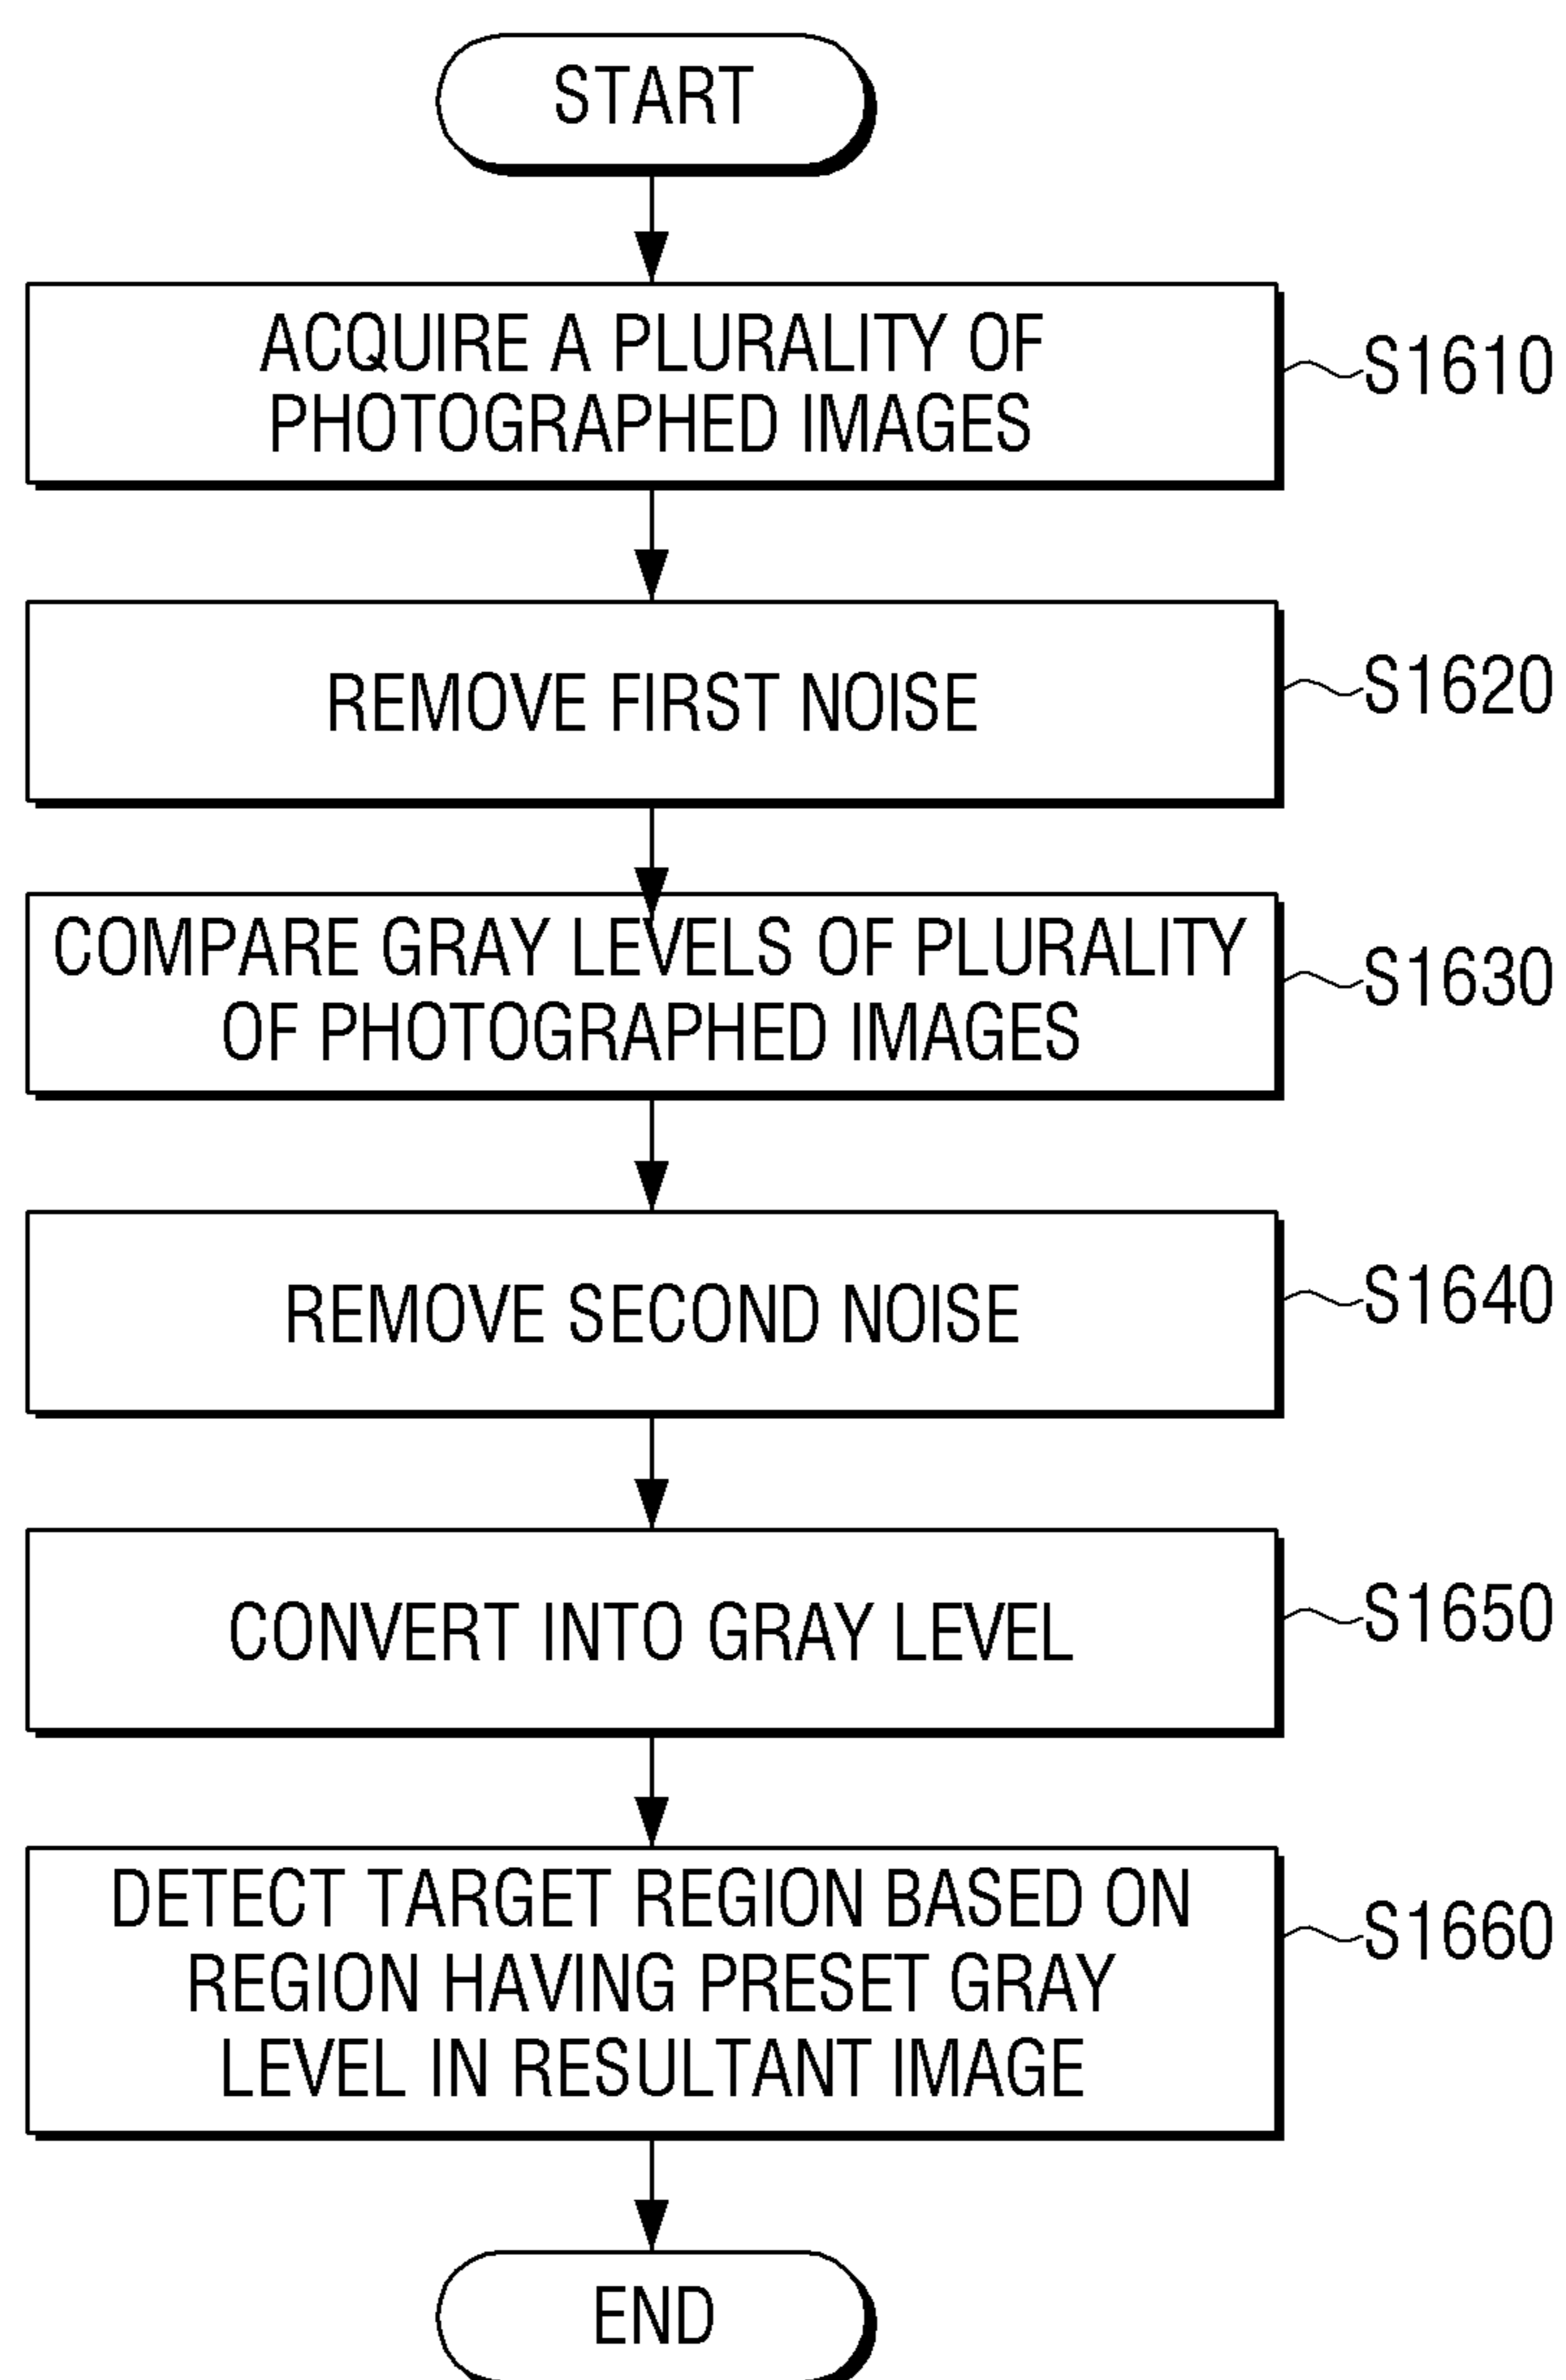 START
ACQUIRE A PLURALITY OF
PHOTOGRAPHED IMAGES
S1610
REMOVE FIRST NOISE
S1620
COMPARE GRAY LEVELS OF PLURALITY
OF PHOTOGRAPHED IMAGES
S1630
REMOVE SECOND NOISE
S1640
CONVERT INTO GRAY LEVEL
S1650
DETECT TARGET REGION BASED ON
REGION HAVING PRESET GRAY
LEVEL IN RESULTANT IMAGE
S1660
END